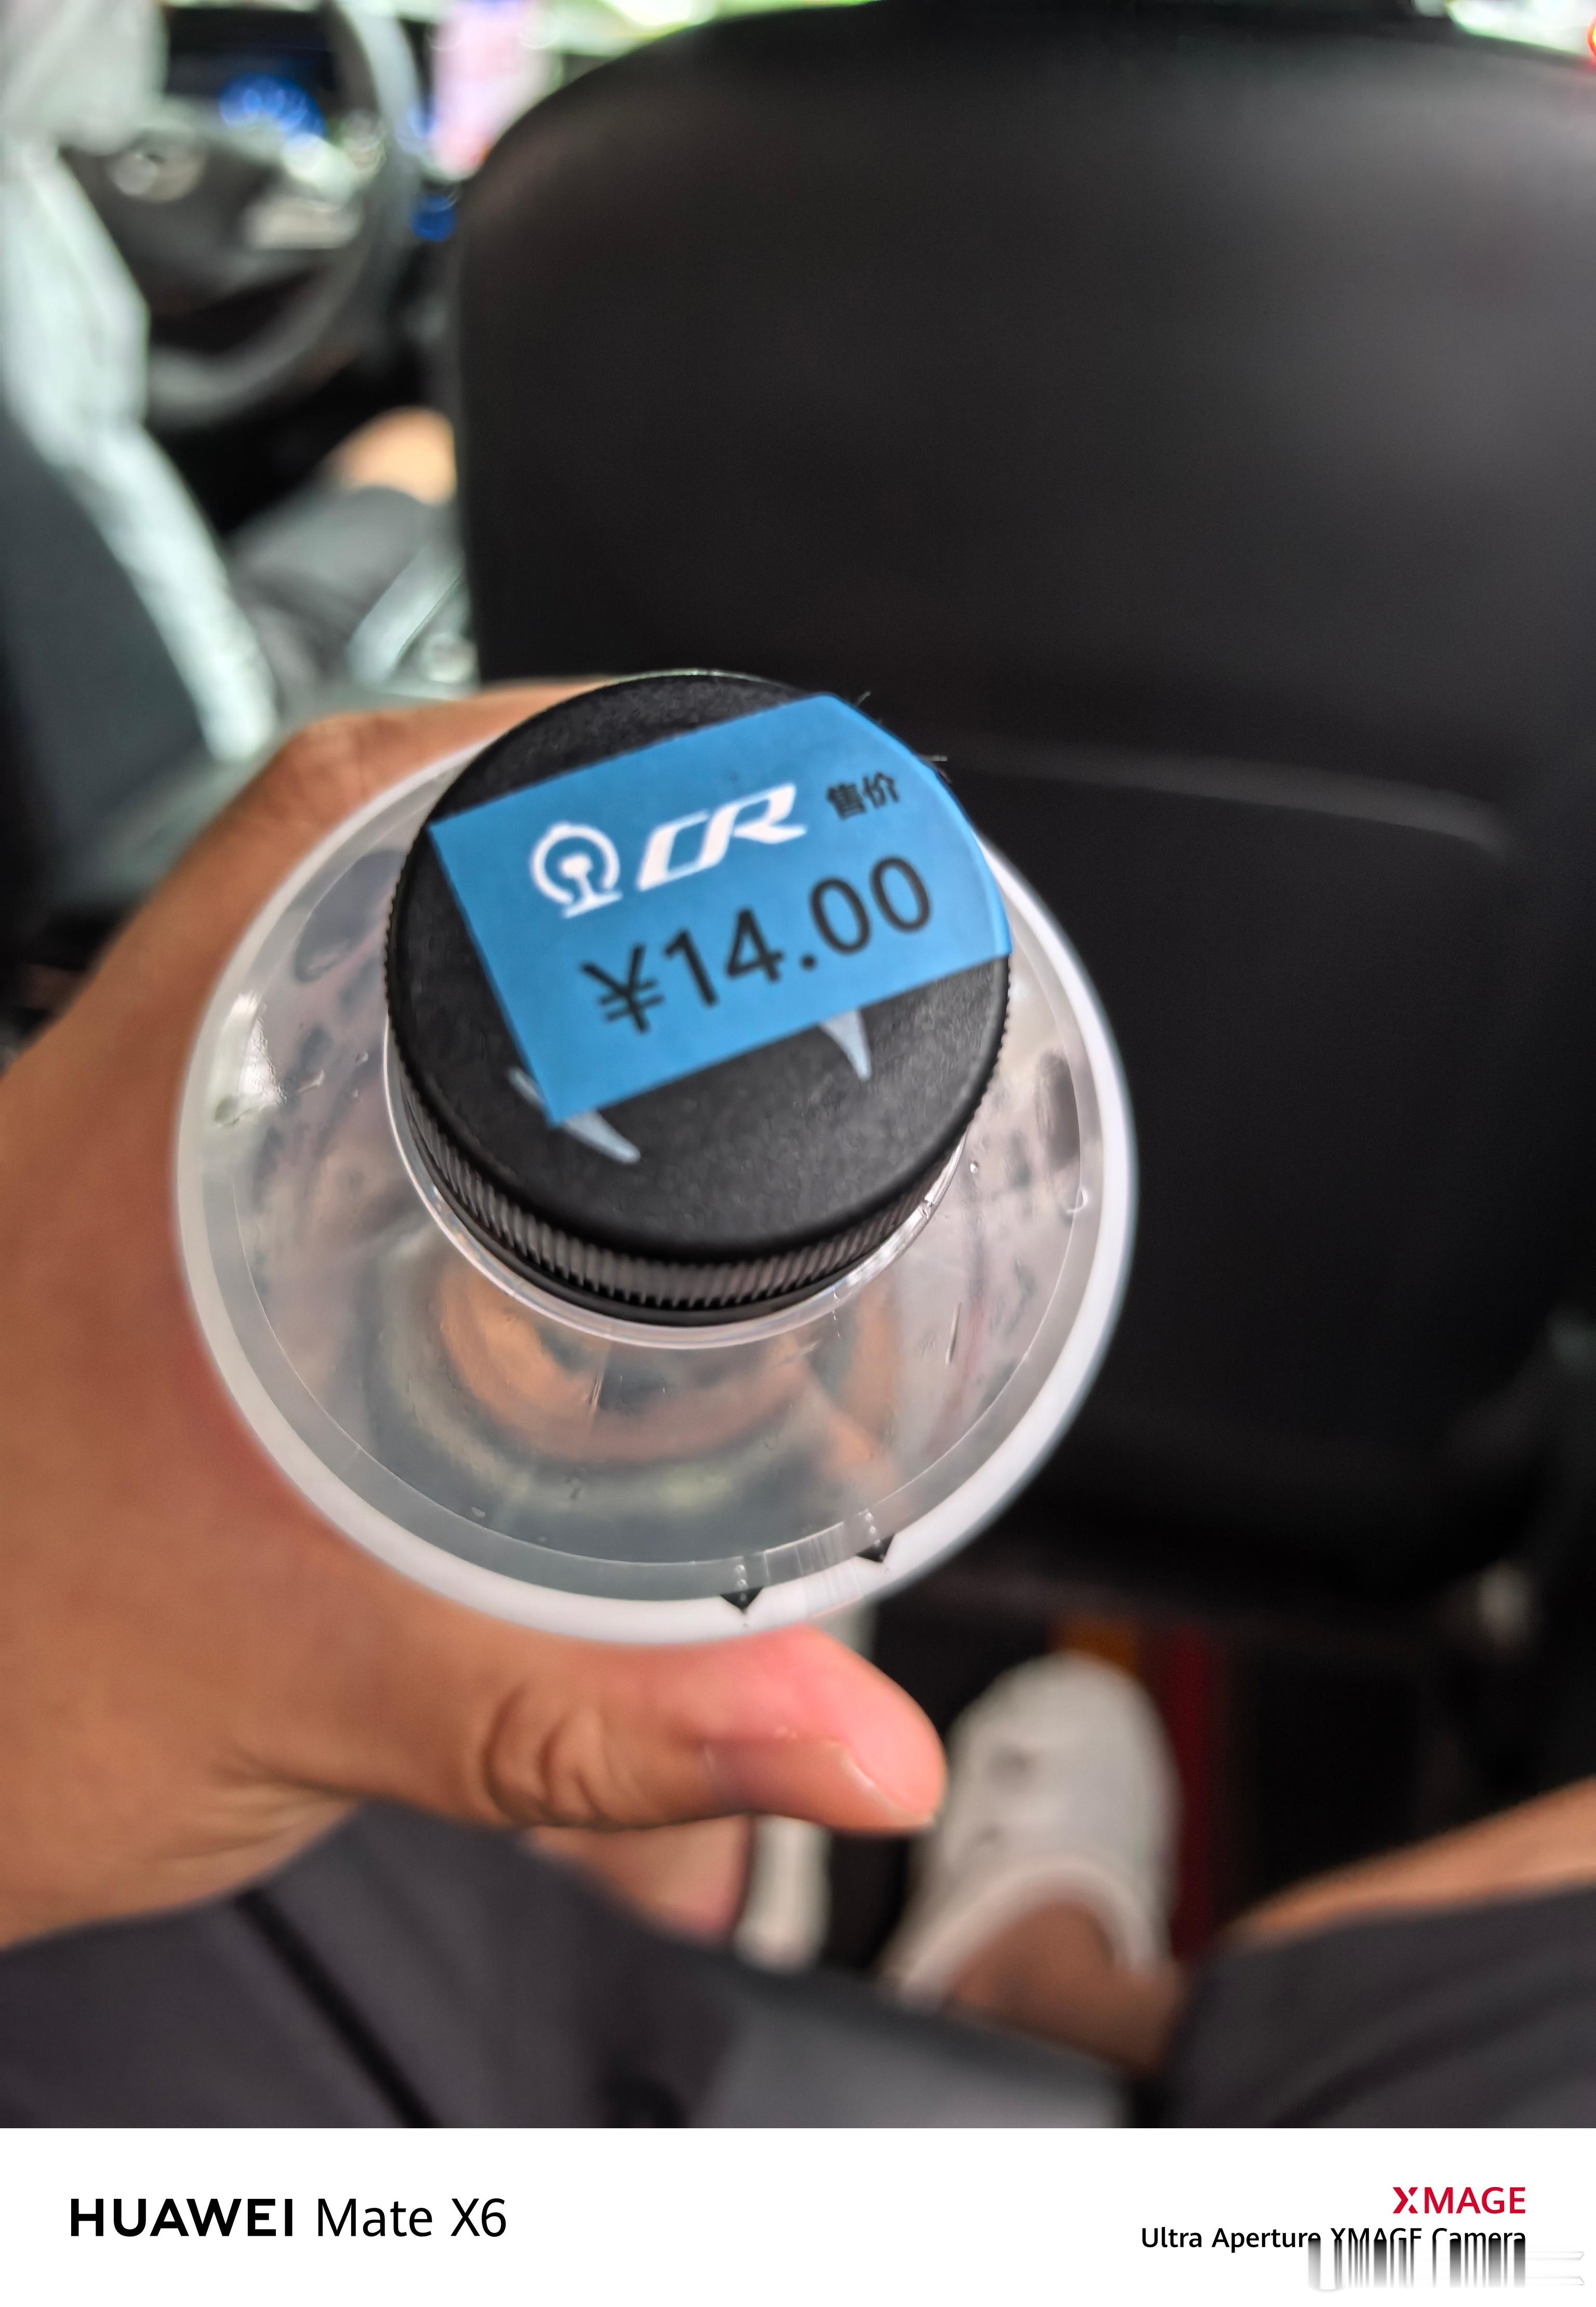 CR 售价
¥14.00
HUAWEI Mate X6
XMAGE
Ultra Aperture XMAGE Camera